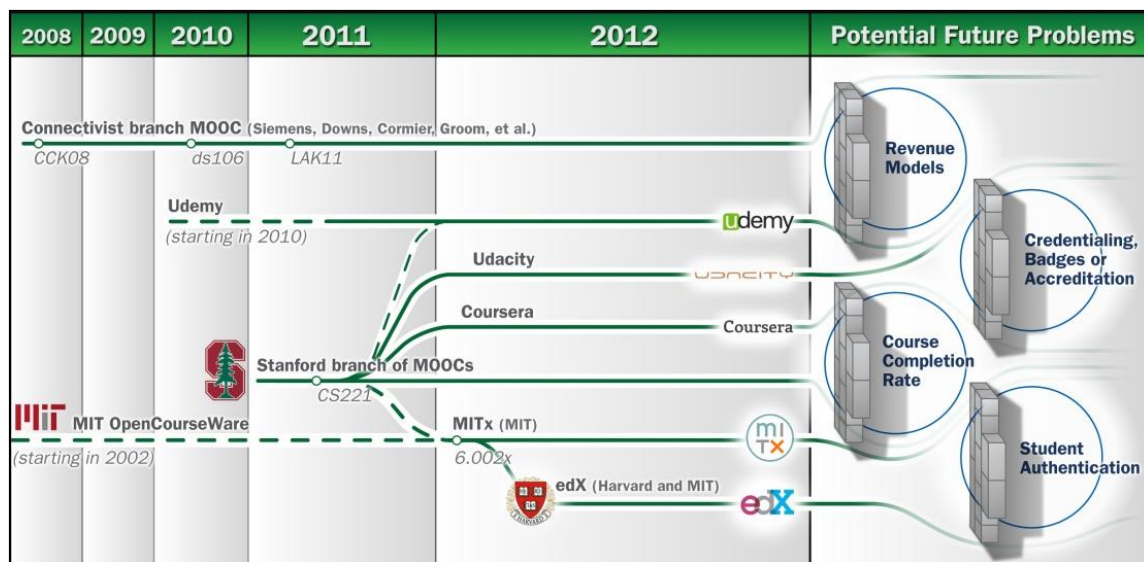 2008 2009 2010 2011 2012 Potential Future Problems
Connectivist branch MOOC (Siemens, Downs, Cormier, Groom, et al.)
CCK08 ds106 LAK11
Revenue
Models
Udemy
(starting in 2010)
udemy
Credentialing,
Badges or
Accreditation
Udacity
UDACITY
Coursera
Coursera
Course
Completion
Rate
S
Stanford branch of MOOCs
CS221
MIT MIT OpenCourseWare
(starting in 2002)
MITx (MIT)
6.002x
MITX
Student
Authentication
edX (Harvard and MIT)
HARVARD
edX